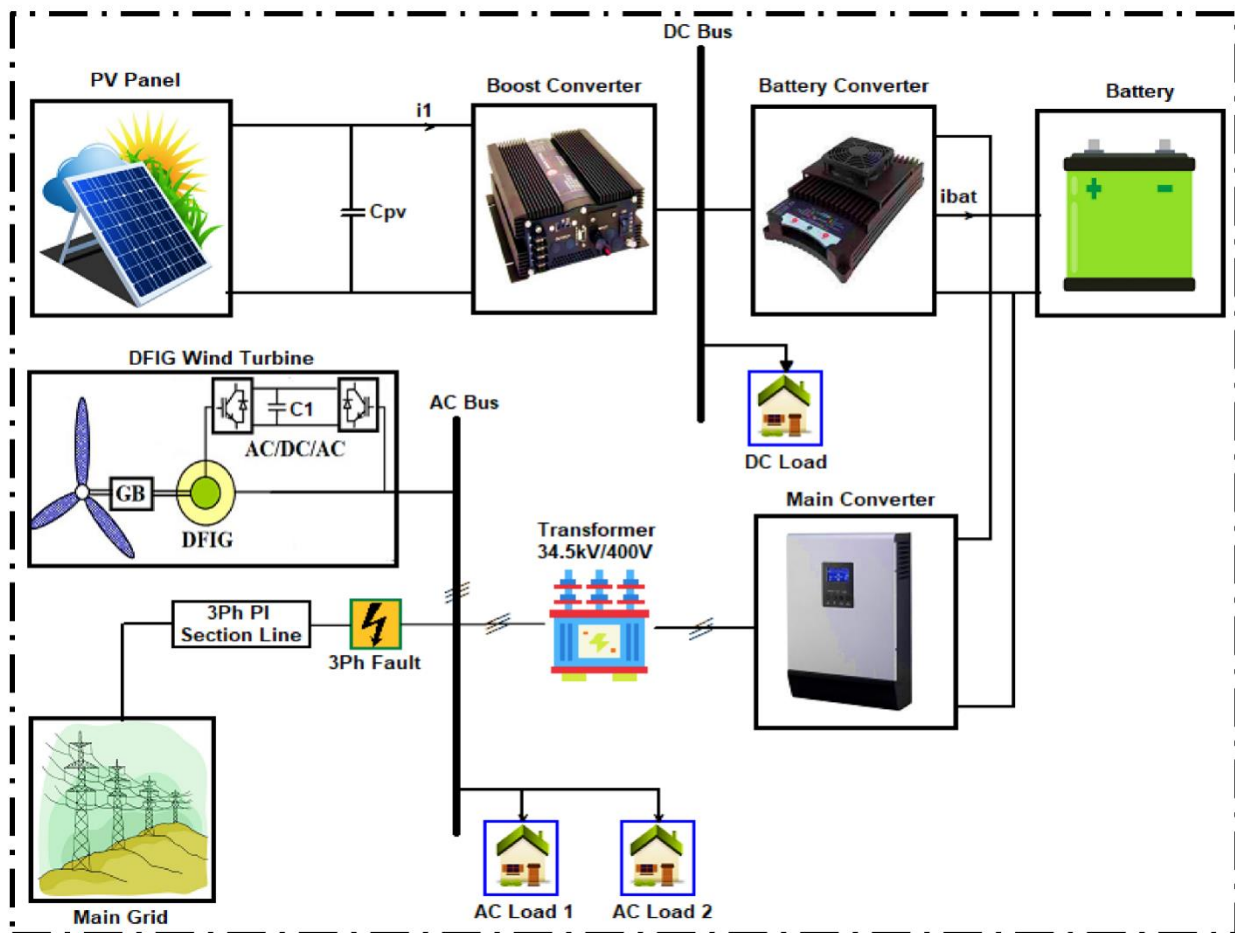 DC Bus
PV Panel
i1
Boost Converter
Battery Converter
Battery
Cpv
ibat
+ -
DFIG Wind Turbine
C1
AC/DC/AC
GB
DFIG
AC Bus
DC Load
Main Converter
Transformer
34.5kV/400V
3Ph PI
Section Line
3Ph Fault
Main Grid
AC Load 1
AC Load 2